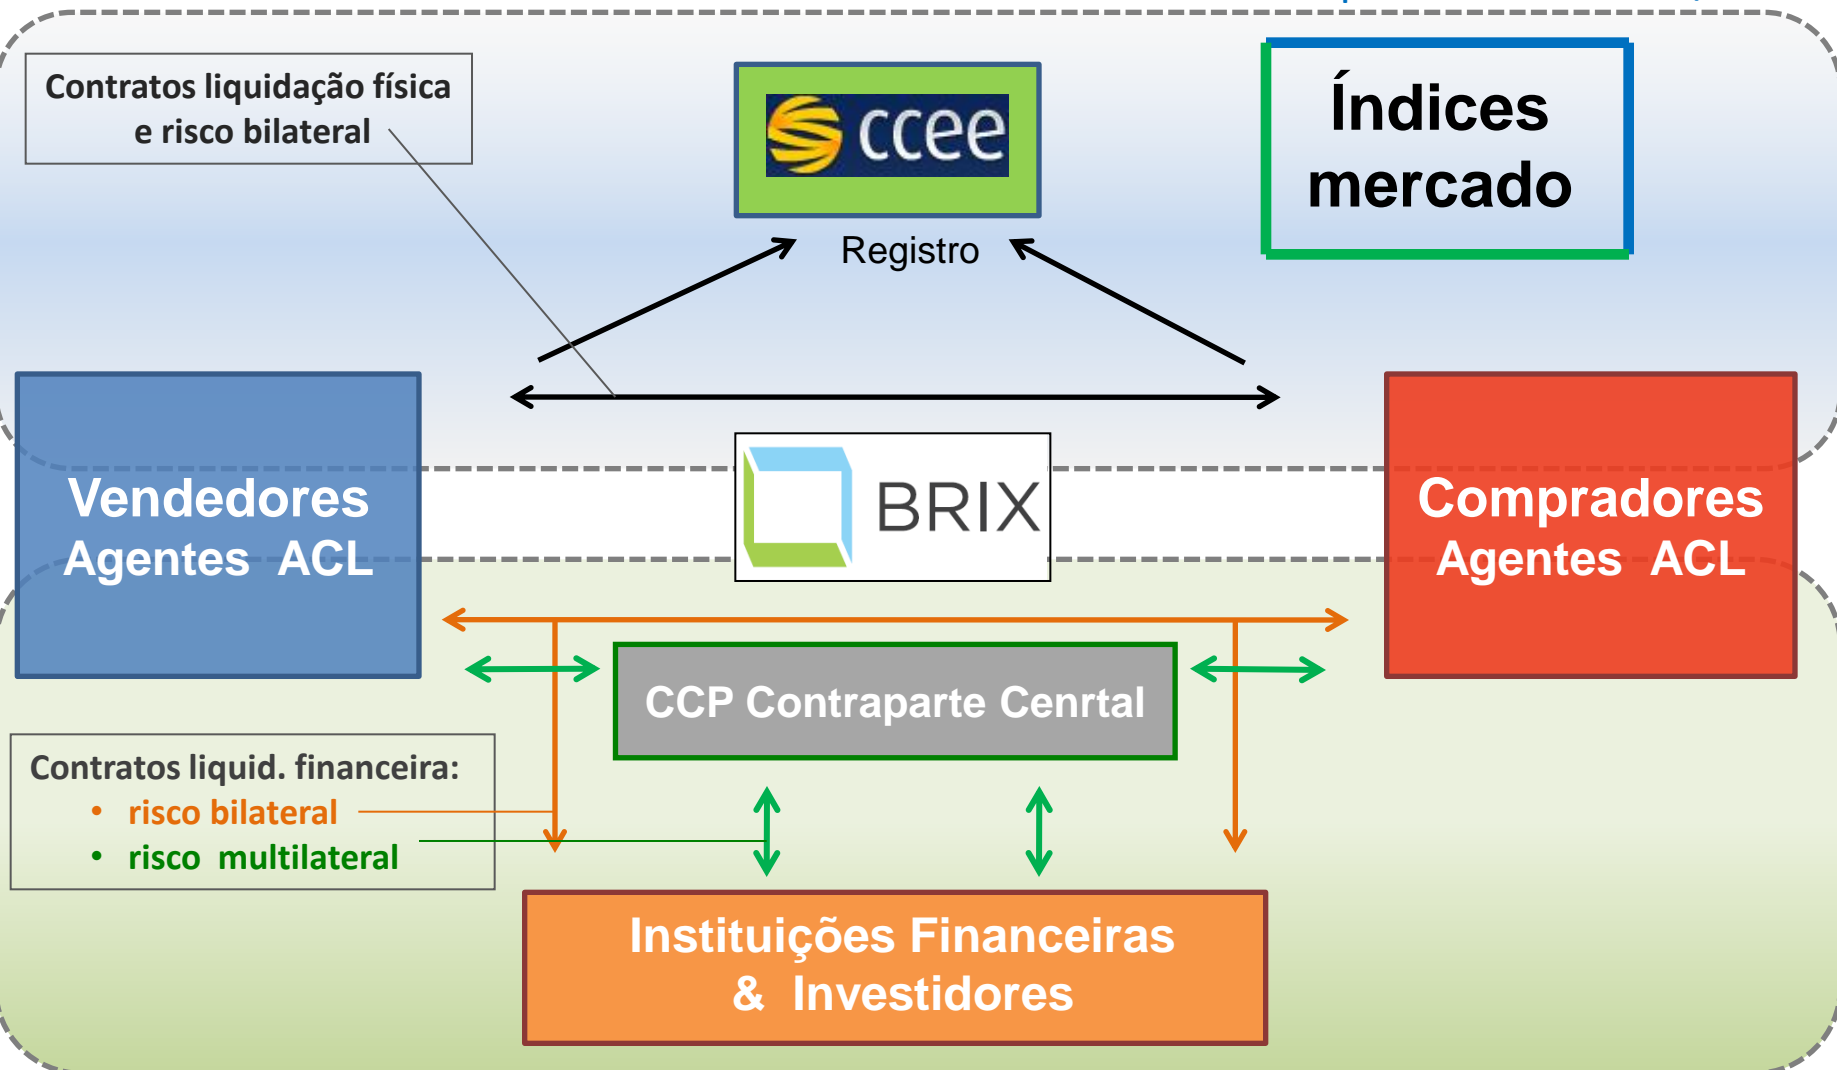 Contratos liquidação física
e risco bilateral
ccee
Índices
mercado
Registro
Vendedores
Agentes ACL
BRIX
Compradores
Agentes ACL
CCP Contraparte Cenrtal
Contratos liquid. financeira:
• risco bilateral
• risco multilateral
Instituições Financeiras
& Investidores